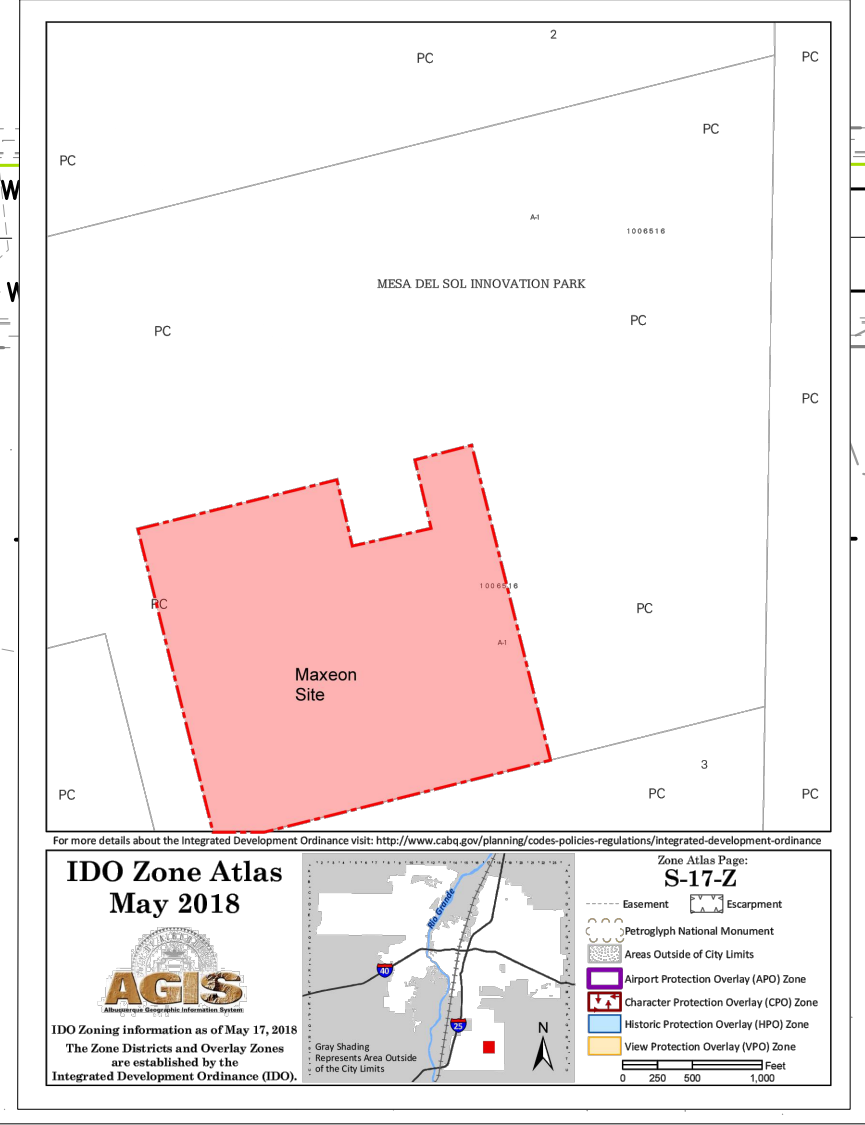 2
PC
PC
PC
PC
W
A-1
1006516
W
MESA DEL SOL INNOVATION PARK
PC
PC
PC
1006516
PC
PC
A-1
Maxeon
Site
3
PC
PC
PC
For more details about the Integrated Development Ordinance visit: http://www.cabq.gov/planning/codes-policies-regulations/integrated-development-ordinance
IDO Zone Atlas
May 2018
AGIS
Albuquerque Geographic Information System
IDO Zoning information as of May 17, 2018
The Zone Districts and Overlay Zones
are established by the
Integrated Development Ordinance (IDO).
Rio Grande
40
25
Gray Shading
Represents Area Outside
of the City Limits
N
Zone Atlas Page:
S-17-Z
Easement
Escarpment
Petroglyph National Monument
Areas Outside of City Limits
Airport Protection Overlay (APO) Zone
Character Protection Overlay (CPO) Zone
Historic Protection Overlay (HPO) Zone
View Protection Overlay (VPO) Zone
Feet
0 250 500 1,000